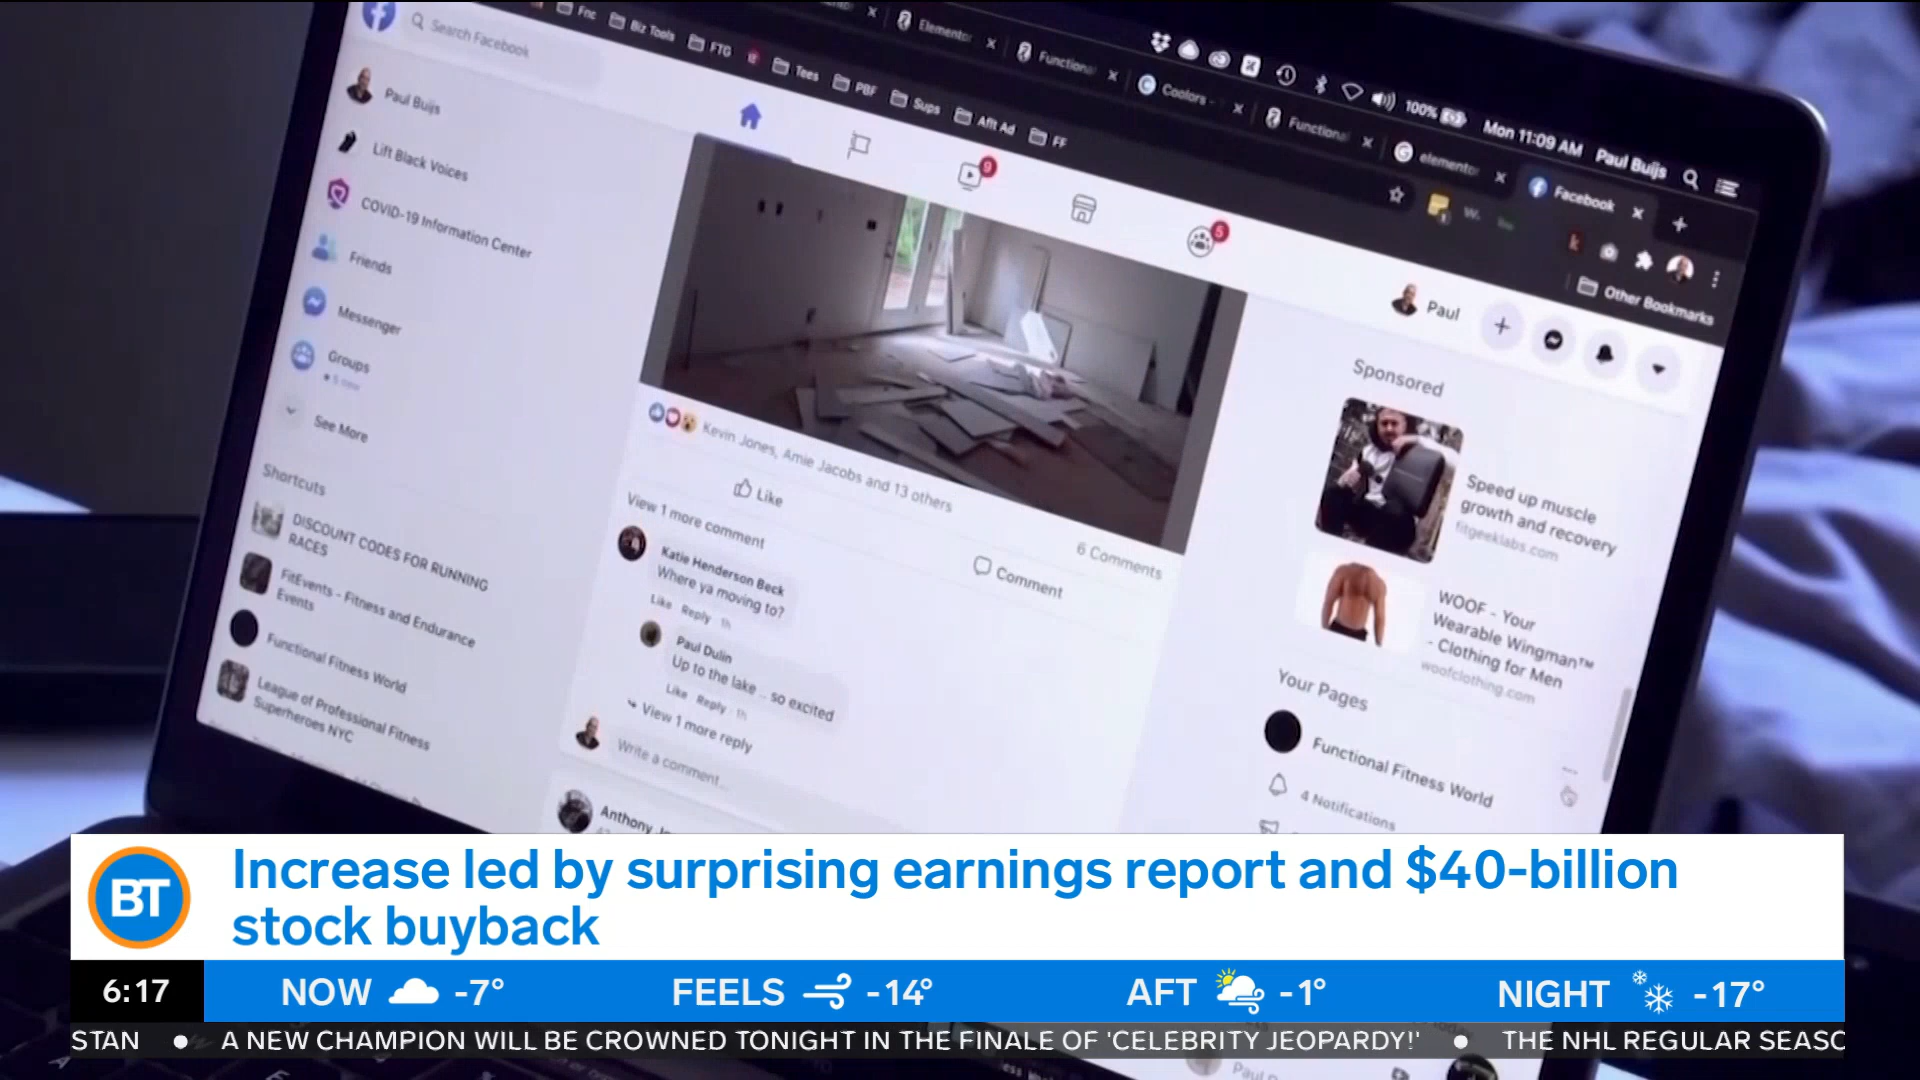 Fnc
Biz Tools
FTG
Tees
PBF
Sups
Afft Ad
FF
Elementor
Functional
Coolors -
Functional
elementor
Facebook
100%
Mon 11:09 AM
Paul Buijs
Other Bookmarks
Search Facebook
Paul Buijs
Lift Black Voices
COVID-19 Information Center
Friends
Messenger
Groups
5 new
See More
Shortcuts
DISCOUNT CODES FOR RUNNING
RACES
FitEvents - Fitness and Endurance
Events
Functional Fitness World
League of Professional Fitness
Superheroes NYC
9
5
Kevin Jones, Amie Jacobs and 13 others
6 Comments
Like
Comment
View 1 more comment
Katie Henderson Beck
Where ya moving to?
Like Reply 1h
Paul Dulin
Up to the lake .. so excited
Like Reply 1h
View 1 more reply
Write a comment...
Anthony
Paul
Sponsored
Speed up muscle
growth and recovery
fitgeeklabs.com
WOOF - Your
Wearable Wingman™
- Clothing for Men
woofclothing.com
Your Pages
Functional Fitness World
4 Notifications
BT
Increase led by surprising earnings report and $40-billion
stock buyback
6:17 NOW -7° FEELS -14° AFT -1° NIGHT -17°
STAN • A NEW CHAMPION WILL BE CROWNED TONIGHT IN THE FINALE OF 'CELEBRITY JEOPARDY!' • THE NHL REGULAR SEASO